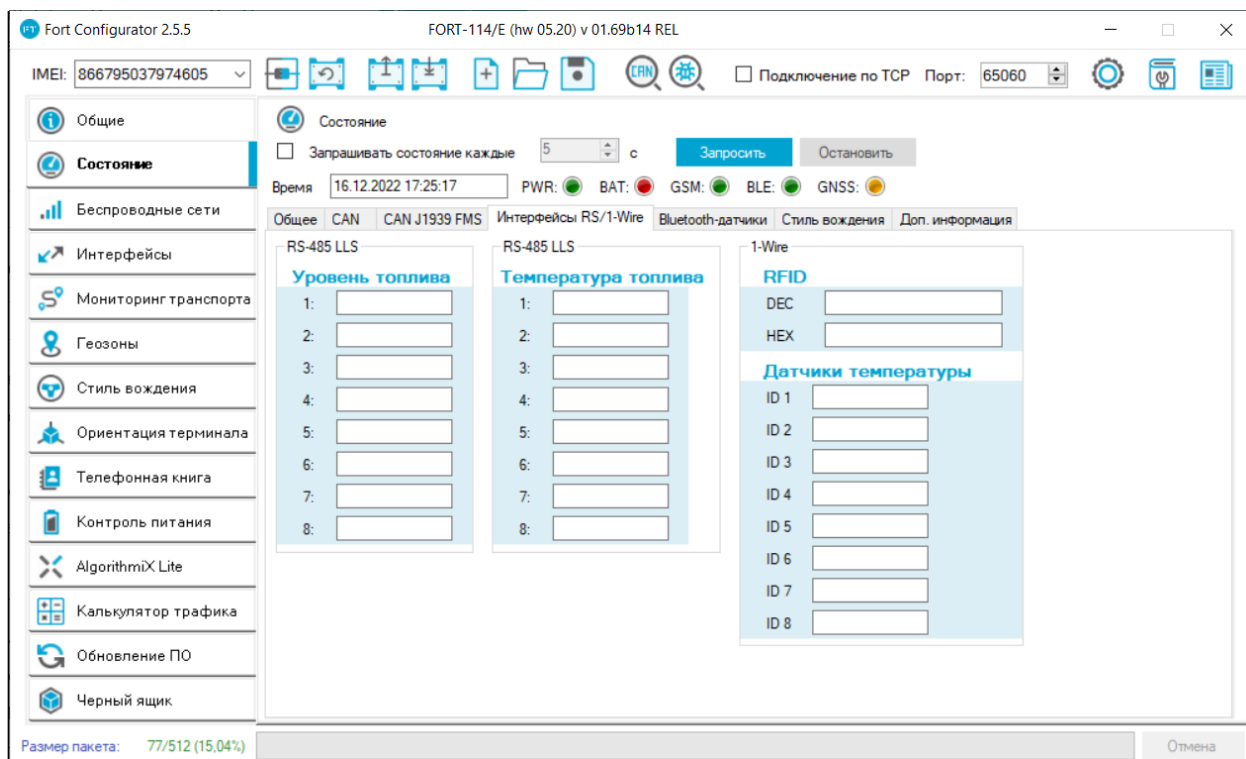 Fort Configurator 2.5.5 FORT-114/E (hw 05.20) v 01.69b14 REL
IMEI: 866795037974605 CAN Подключение по TCP Порт: 65060
Общие
Состояние
Беспроводные сети
Интерфейсы
Мониторинг транспорта
Геозоны
Стиль вождения
Ориентация терминала
Телефонная книга
Контроль питания
AlgorithmiX Lite
Калькулятор трафика
Обновление ПО
Черный ящик
Состояние
Запрашивать состояние каждые 5 с Запросить Остановить
Время 16.12.2022 17:25:17 PWR: BAT: GSM: BLE: GNSS:
Общее CAN CAN J1939 FMS Интерфейсы RS/1-Wire Bluetooth-датчики Стиль вождения Доп. информация
RS-485 LLS
Уровень топлива
1:
2:
3:
4:
5:
6:
7:
8:
RS-485 LLS
Температура топлива
1:
2:
3:
4:
5:
6:
7:
8:
1-Wire
RFID
DEC
HEX
Датчики температуры
ID 1
ID 2
ID 3
ID 4
ID 5
ID 6
ID 7
ID 8
Размер пакета: 77/512 (15,04%) Отмена